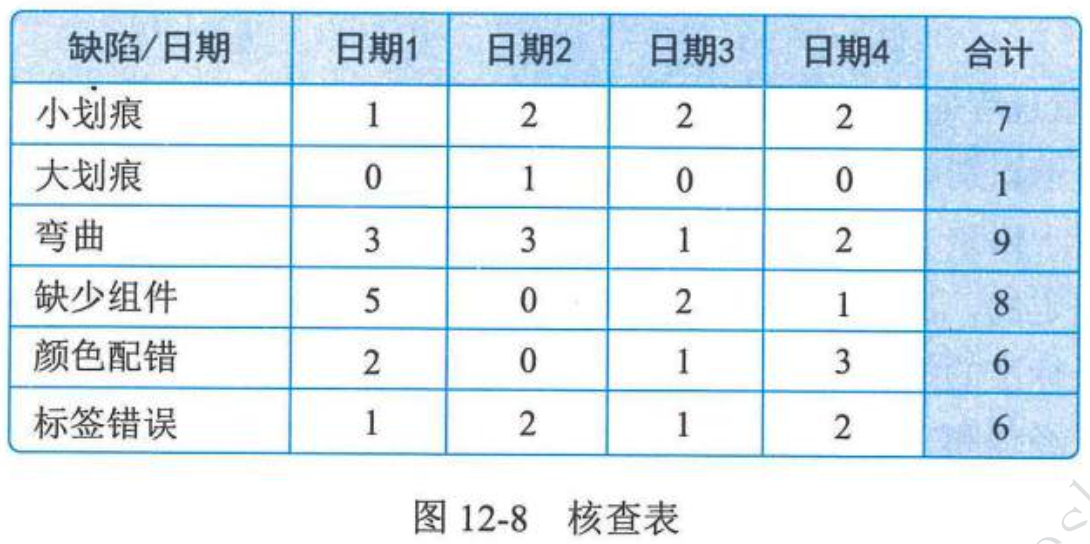 缺陷/日期 日期1 日期2 日期3 日期4 合计
小划痕 1 2 2 2 7
大划痕 0 1 0 0 1
弯曲 3 3 1 2 9
缺少组件 5 0 2 1 8
颜色配错 2 0 1 3 6
标签错误 1 2 1 2 6
图 12-8 核查表